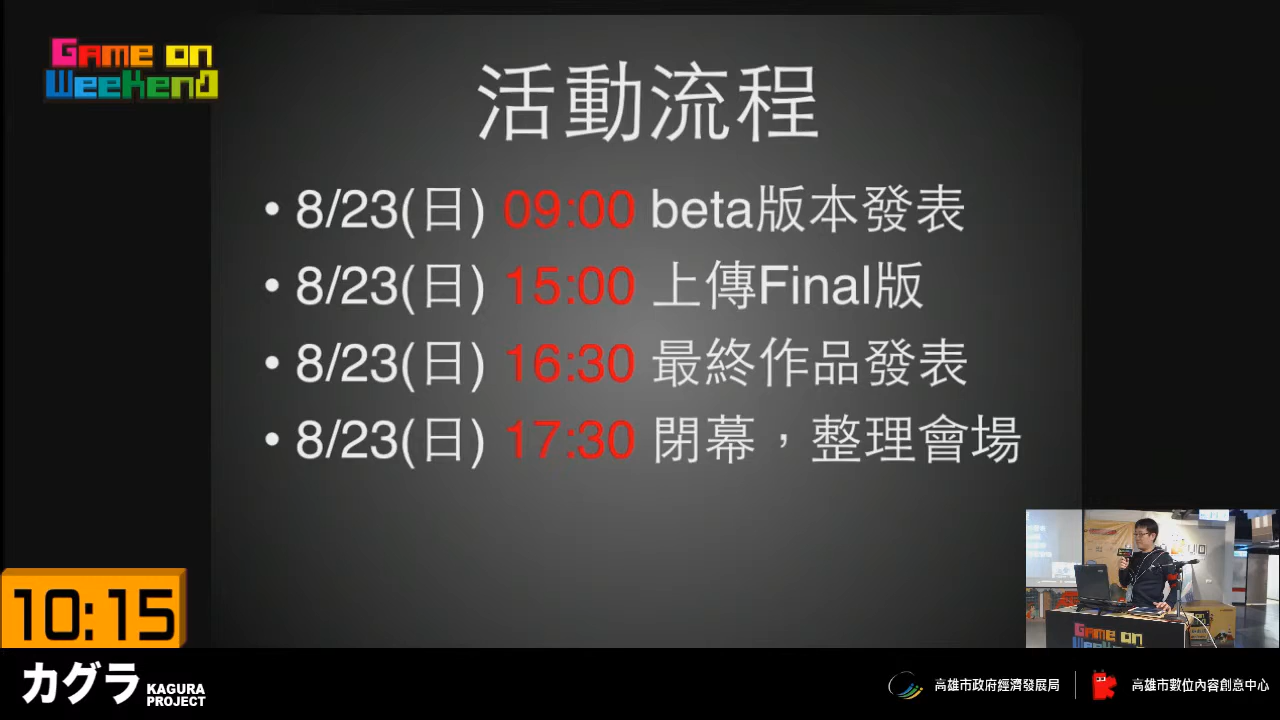 Game on
Weekend
活動流程
• 8/23(日) 09:00 beta版本發表
• 8/23(日) 15:00 上傳Final版
• 8/23(日) 16:30 最終作品發表
• 8/23(日) 17:30 閉幕，整理會場
10:15
Game on
カグラ
KAGURA
PROJECT
高雄市政府經濟發展局
高雄市數位內容創意中心